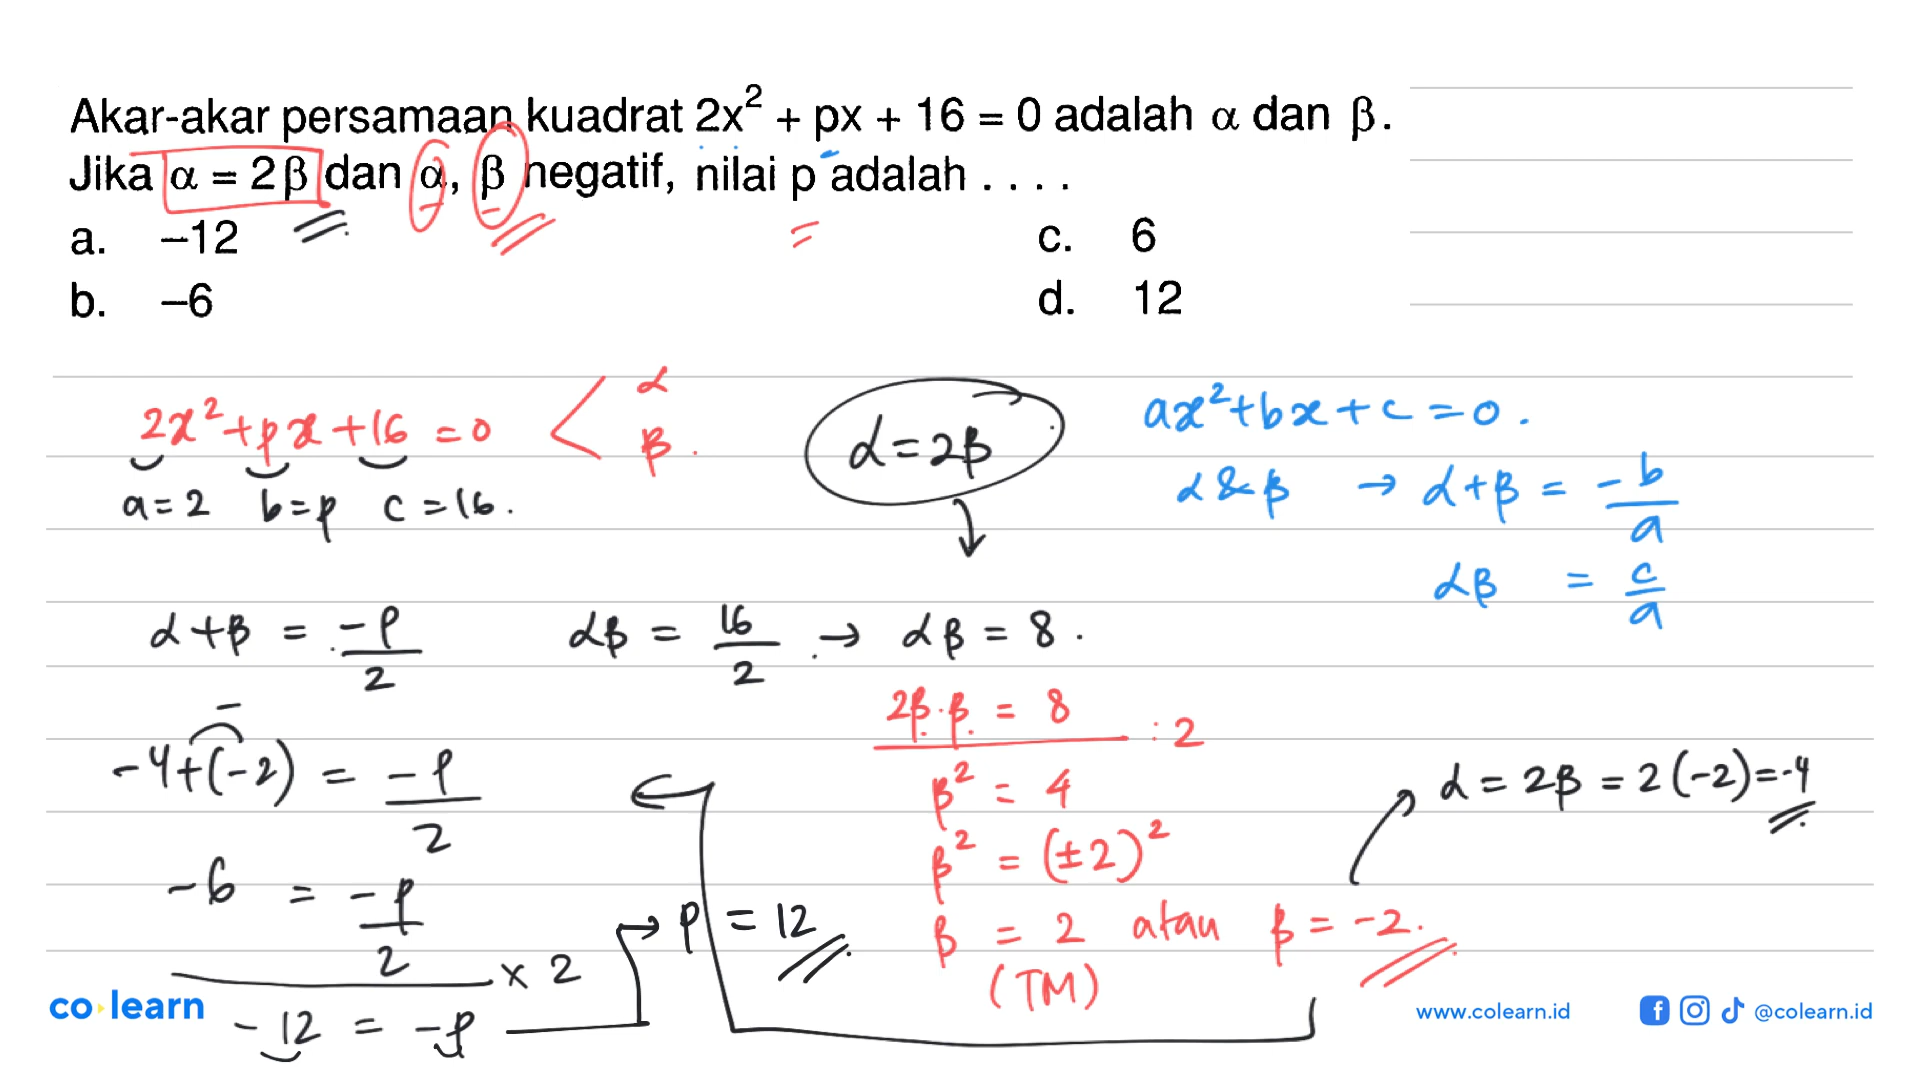 Akar-akar persamaan kuadrat 2x² + px + 16 = 0 adalah α dan β.
Jika α = 2β dan α, β negatif, nilai p adalah . . . .
a. –12 c. 6
b. –6 d. 12
2x² + px + 16 = 0 < α β.
a = 2 b = p c = 16.
α = 2β
ax² + bx + c = 0.
α & β → α + β = -b/a
αβ = c/a
α + β = -p/2 αβ = 16/2 → αβ = 8.
2β.β = 8 : 2
β² = 4
β² = (±2)²
β = 2 atau β = -2.
(TM)
α = 2β = 2(-2) = -4
-
-4 + (-2) = -p/2
-6 = -p/2 × 2
-12 = -p → p = 12
co learn
www.colearn.id @colearn.id